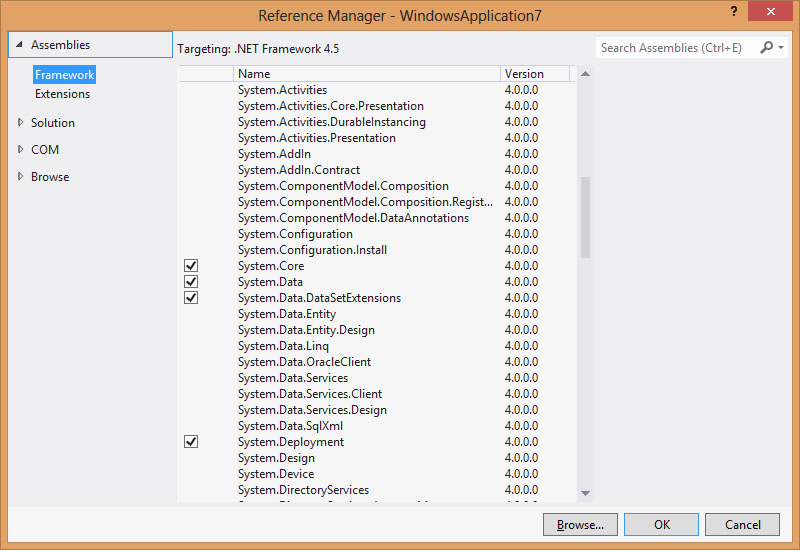 Reference Manager - WindowsApplication7
? x
Assemblies
Framework
Extensions
Solution
COM
Browse
Targeting: .NET Framework 4.5
Search Assemblies (Ctrl+E)
Name Version
System.Activities 4.0.0.0
System.Activities.Core.Presentation 4.0.0.0
System.Activities.DurableInstancing 4.0.0.0
System.Activities.Presentation 4.0.0.0
System.AddIn 4.0.0.0
System.AddIn.Contract 4.0.0.0
System.ComponentModel.Composition 4.0.0.0
System.ComponentModel.Composition.Regist... 4.0.0.0
System.ComponentModel.DataAnnotations 4.0.0.0
System.Configuration 4.0.0.0
System.Configuration.Install 4.0.0.0
System.Core 4.0.0.0
System.Data 4.0.0.0
System.Data.DataSetExtensions 4.0.0.0
System.Data.Entity 4.0.0.0
System.Data.Entity.Design 4.0.0.0
System.Data.Linq 4.0.0.0
System.Data.OracleClient 4.0.0.0
System.Data.Services 4.0.0.0
System.Data.Services.Client 4.0.0.0
System.Data.Services.Design 4.0.0.0
System.Data.SqlXml 4.0.0.0
System.Deployment 4.0.0.0
System.Design 4.0.0.0
System.Device 4.0.0.0
System.DirectoryServices 4.0.0.0
Browse... OK Cancel